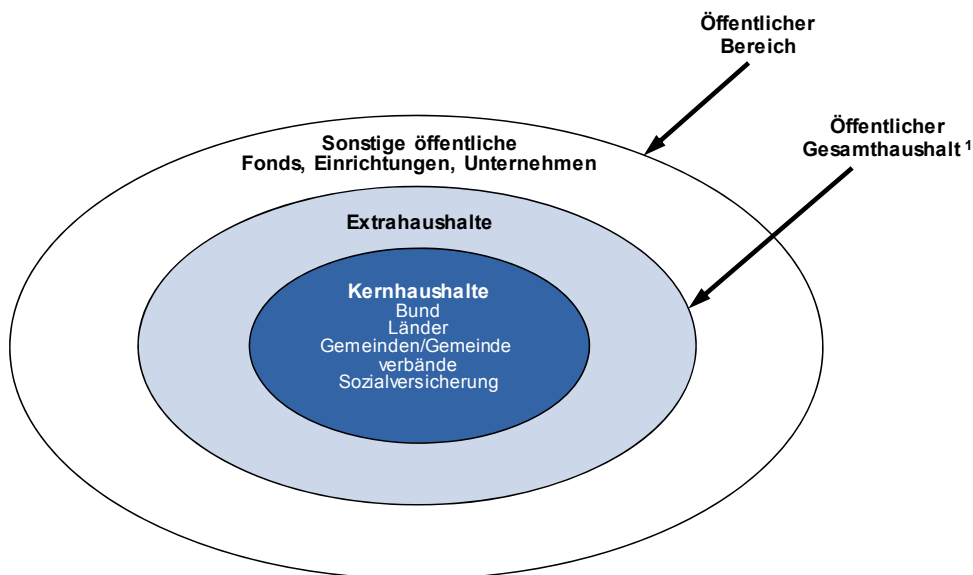 Öffentlicher
Bereich
Öffentlicher
Gesamthaushalt ¹
Sonstige öffentliche
Fonds, Einrichtungen, Unternehmen
Extrahaushalte
Kernhaushalte
Bund
Länder
Gemeinden/Gemeinde
verbände
Sozialversicherung